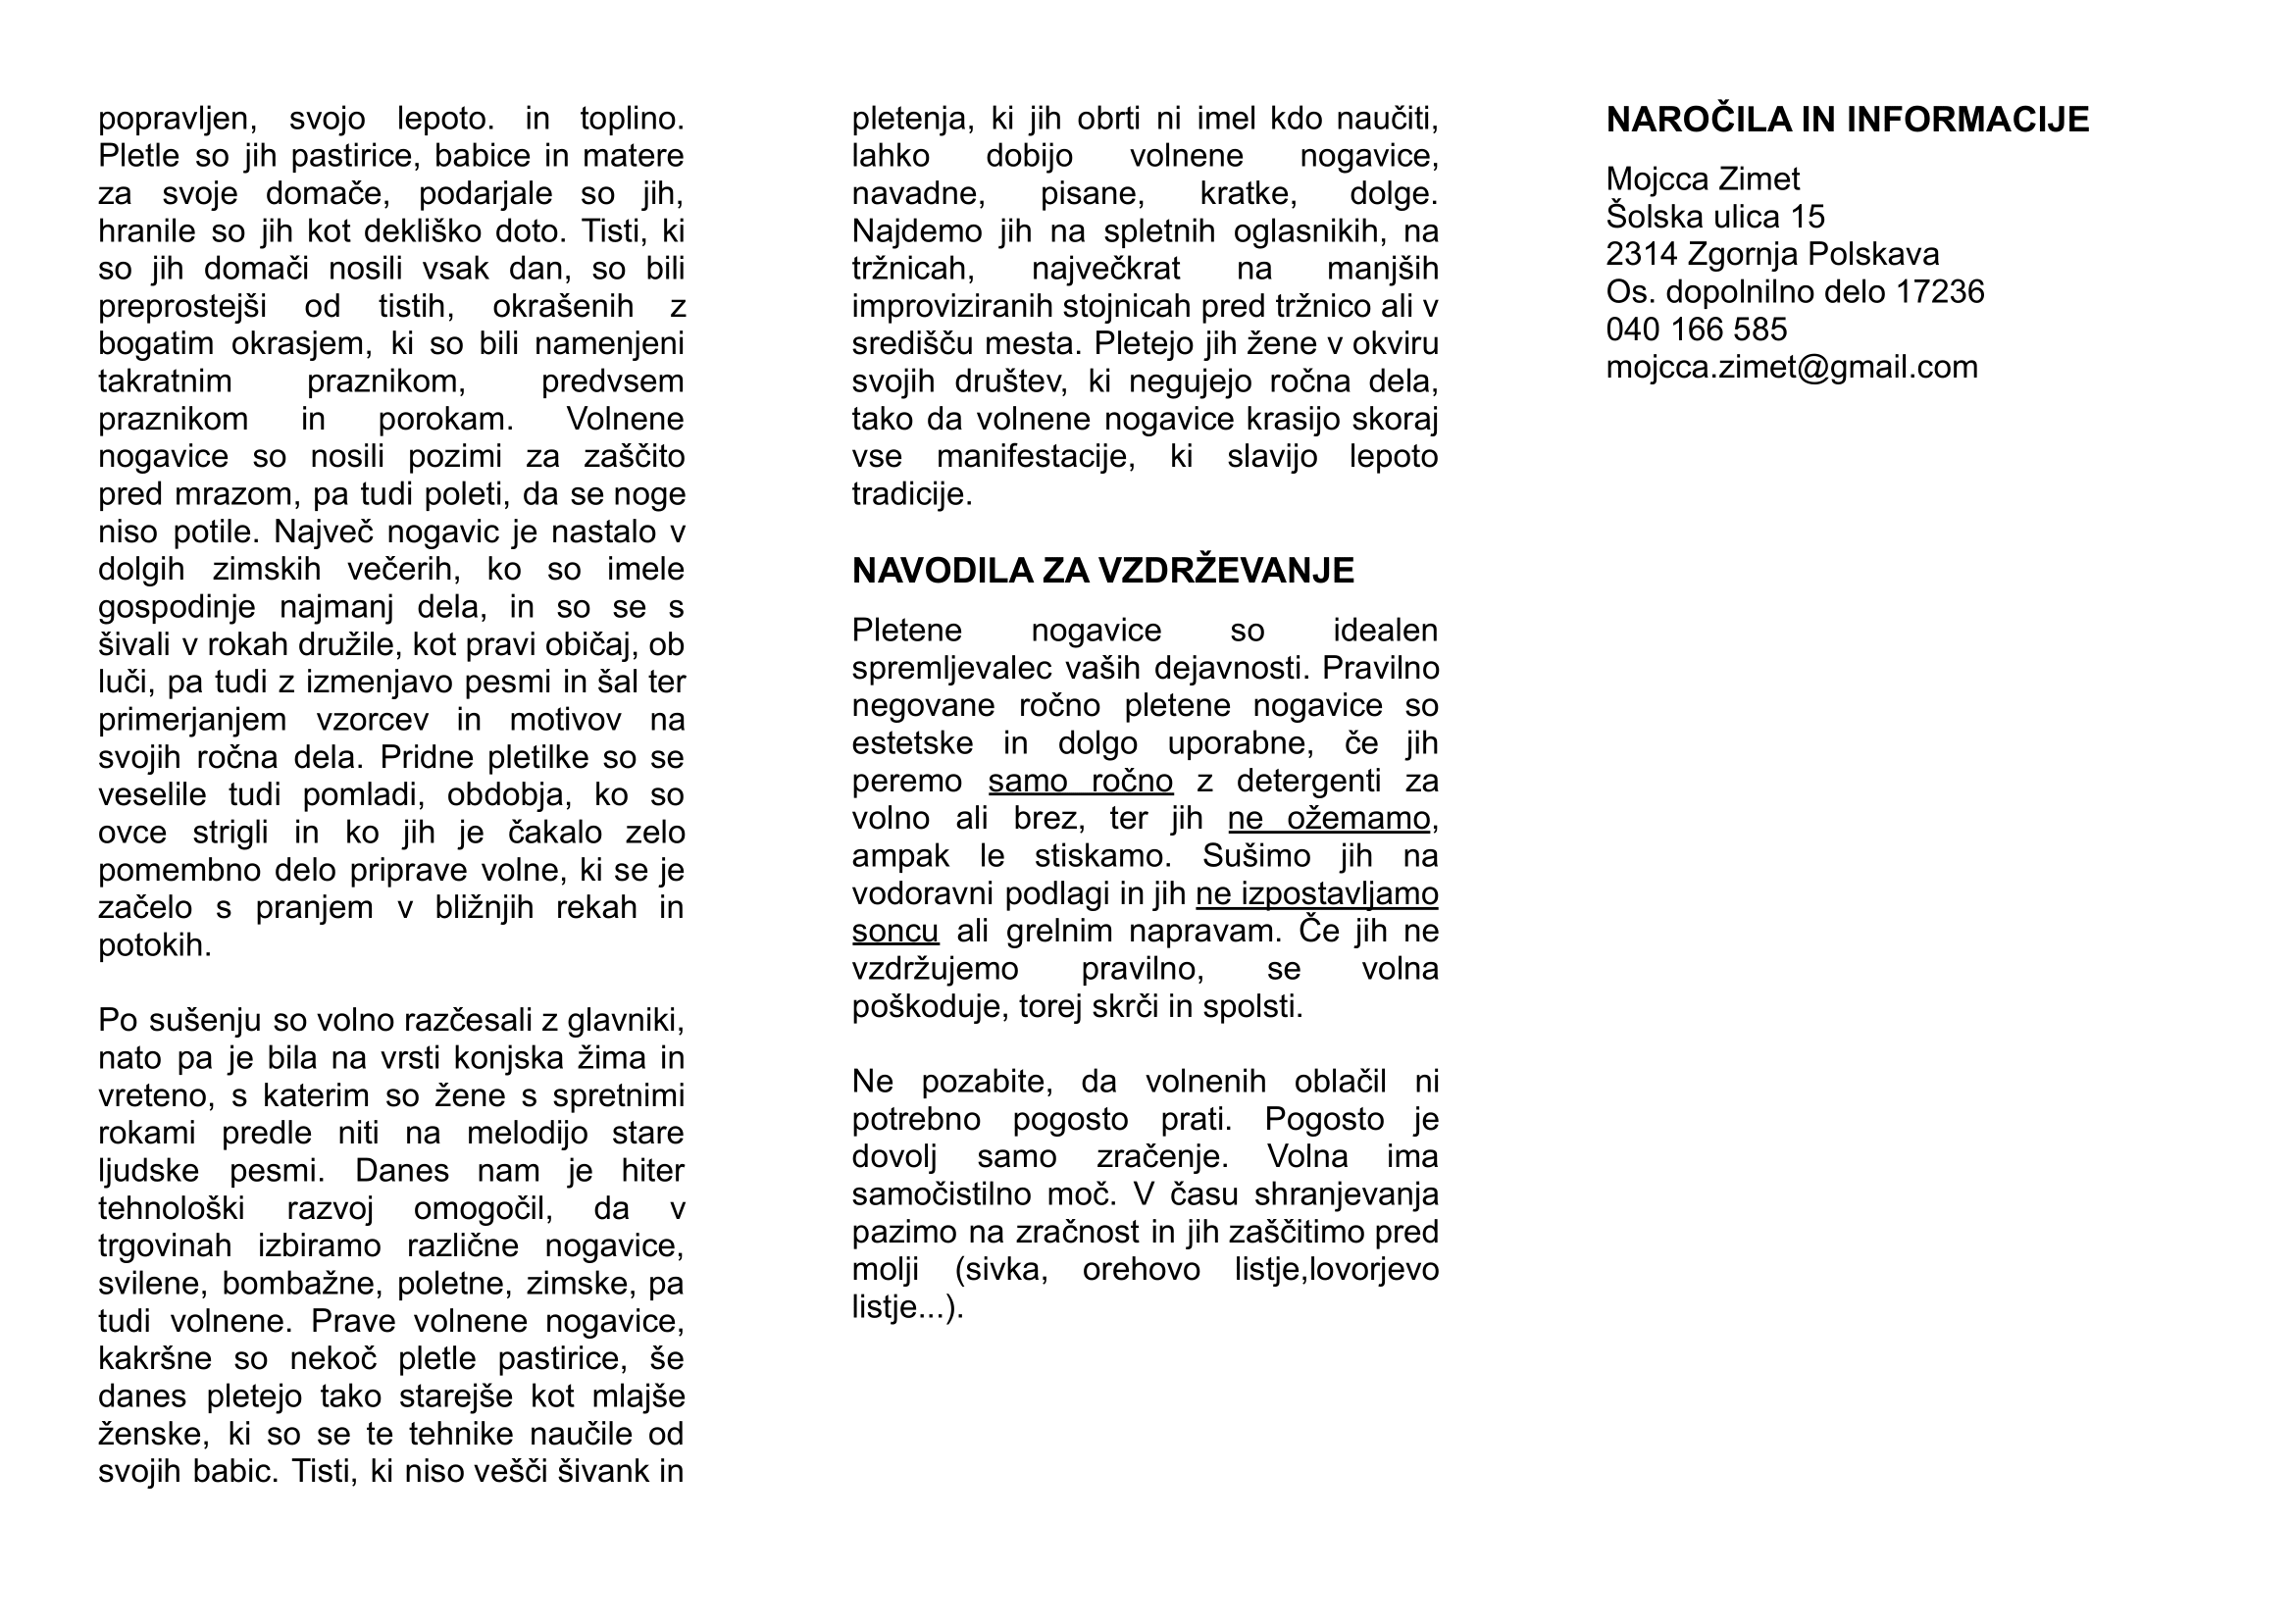 popravljen, svojo lepoto. in toplino.
Pletle so jih pastirice, babice in matere
za svoje domače, podarjale so jih,
hranile so jih kot dekliško doto. Tisti, ki
so jih domači nosili vsak dan, so bili
preprostejši od tistih, okrašenih z
bogatim okrasjem, ki so bili namenjeni
takratnim praznikom, predvsem
praznikom in porokam. Volnene
nogavice so nosili pozimi za zaščito
pred mrazom, pa tudi poleti, da se noge
niso potile. Največ nogavic je nastalo v
dolgih zimskih večerih, ko so imele
gospodinje najmanj dela, in so se s
šivali v rokah družile, kot pravi običaj, ob
luči, pa tudi z izmenjavo pesmi in šal ter
primerjanjem vzorcev in motivov na
svojih ročna dela. Pridne pletilke so se
veselile tudi pomladi, obdobja, ko so
ovce strigli in ko jih je čakalo zelo
pomembno delo priprave volne, ki se je
začelo s pranjem v bližnjih rekah in
potokih.
Po sušenju so volno razčesali z glavniki,
nato pa je bila na vrsti konjska žima in
vreteno, s katerim so žene s spretnimi
rokami predle niti na melodijo stare
ljudske pesmi. Danes nam je hiter
tehnološki razvoj omogočil, da v
trgovinah izbiramo različne nogavice,
svilene, bombažne, poletne, zimske, pa
tudi volnene. Prave volnene nogavice,
kakršne so nekoč pletle pastirice, še
danes pletejo tako starejše kot mlajše
ženske, ki so se te tehnike naučile od
svojih babic. Tisti, ki niso vešči šivank in
pletenja, ki jih obrti ni imel kdo naučiti,
lahko dobijo volnene nogavice,
navadne, pisane, kratke, dolge.
Najdemo jih na spletnih oglasnikih, na
tržnicah, največkrat na manjših
improviziranih stojnicah pred tržnico ali v
središču mesta. Pletejo jih žene v okviru
svojih društev, ki negujejo ročna dela,
tako da volnene nogavice krasijo skoraj
vse manifestacije, ki slavijo lepoto
tradicije.
NAVODILA ZA VZDRŽEVANJE
Pletene nogavice so idealen
spremljevalec vaših dejavnosti. Pravilno
negovane ročno pletene nogavice so
estetske in dolgo uporabne, če jih
peremo samo ročno z detergenti za
volno ali brez, ter jih ne ožemamo,
ampak le stiskamo. Sušimo jih na
vodoravni podlagi in jih ne izpostavljamo
soncu ali grelnim napravam. Če jih ne
vzdržujemo pravilno, se volna
poškoduje, torej skrči in spolsti.
Ne pozabite, da volnenih oblačil ni
potrebno pogosto prati. Pogosto je
dovolj samo zračenje. Volna ima
samočistilno moč. V času shranjevanja
pazimo na zračnost in jih zaščitimo pred
molji (sivka, orehovo listje,lovorjevo
listje...).
NAROČILA IN INFORMACIJE
Mojcca Zimet
Šolska ulica 15
2314 Zgornja Polskava
Os. dopolnilno delo 17236
040 166 585
mojcca.zimet@gmail.com